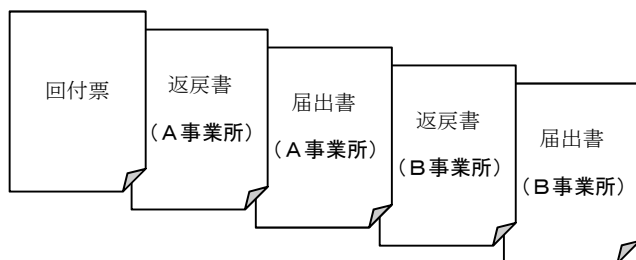 回付票
返戻書
（Ａ事業所）
届出書
（Ａ事業所）
返戻書
（Ｂ事業所）
届出書
（Ｂ事業所）